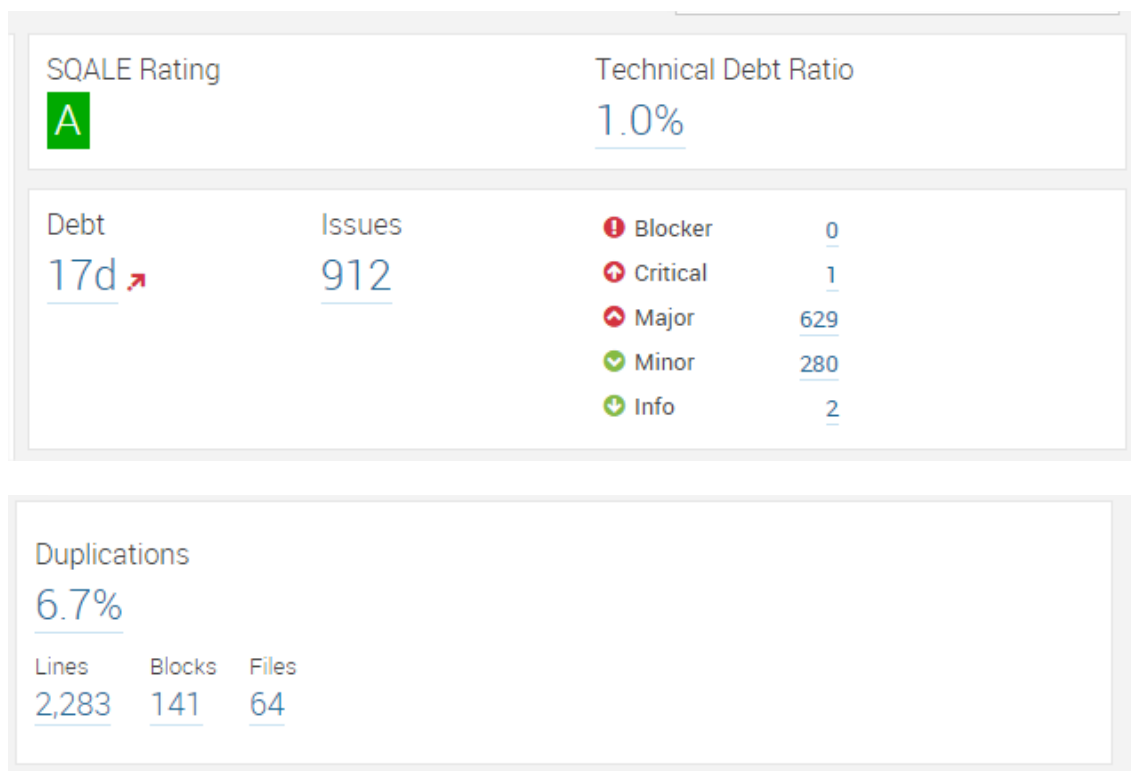 SQALE Rating Technical Debt Ratio
A 1.0%
Debt Issues
17d 912
Blocker 0
Critical 1
Major 629
Minor 280
Info 2
Duplications
6.7%
Lines Blocks Files
2,283 141 64